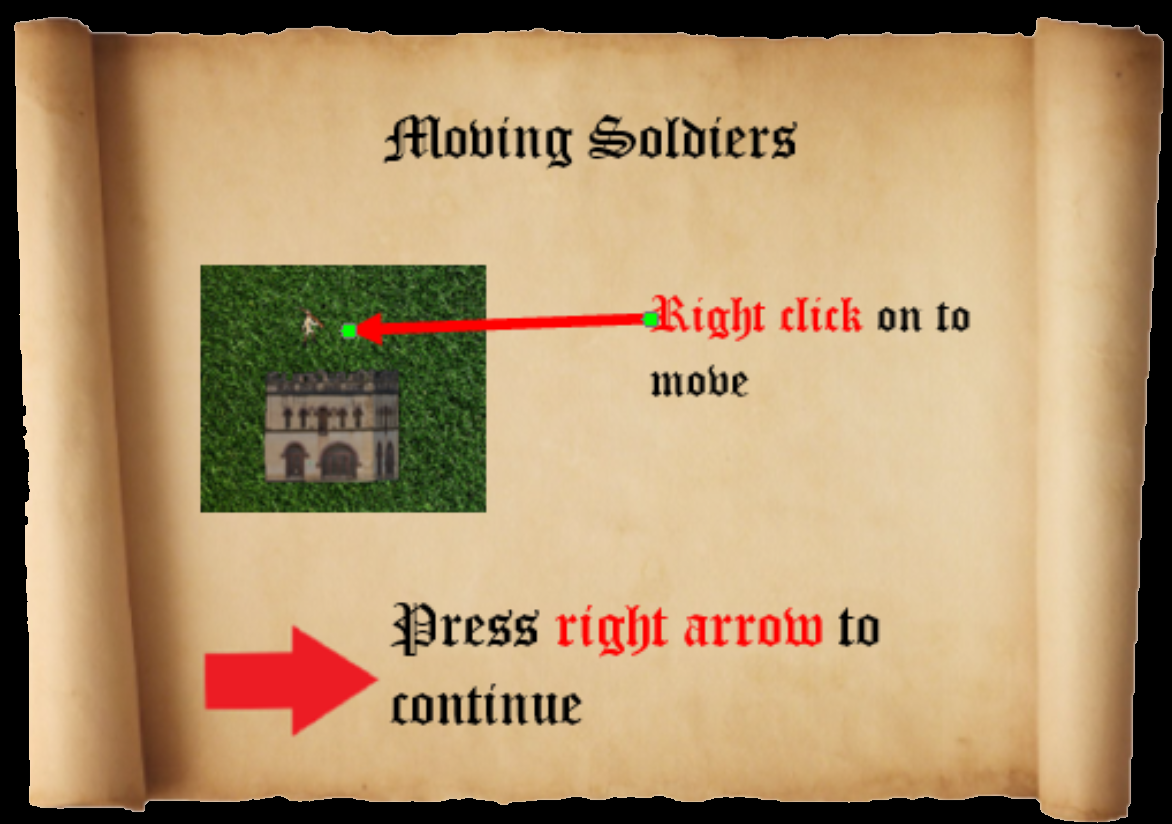 Moving Soldiers
Right click on to
move
Press right arrow to
continue